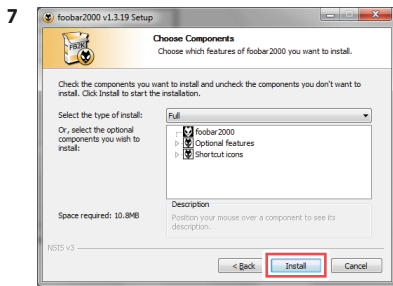 7
foobar2000 v1.3.19 Setup
FB2K
Choose Components
Choose which features of foobar2000 you want to install.
Check the components you want to install and uncheck the components you don't want to
install. Click Install to start the installation.
Select the type of install:
Full
Or, select the optional
components you wish to
install:
foobar2000
Optional features
Shortcut icons
Description
Space required: 10.8MB
Position your mouse over a component to see its
description.
NSIS v3
< Back
Install
Cancel